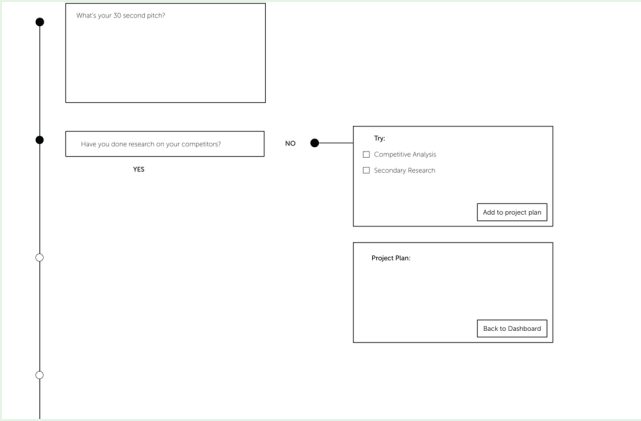 What's your 30 second pitch?
Have you done research on your competitors?
YES
NO
Try:
Competitive Analysis
Secondary Research
Add to project plan
Project Plan:
Back to Dashboard